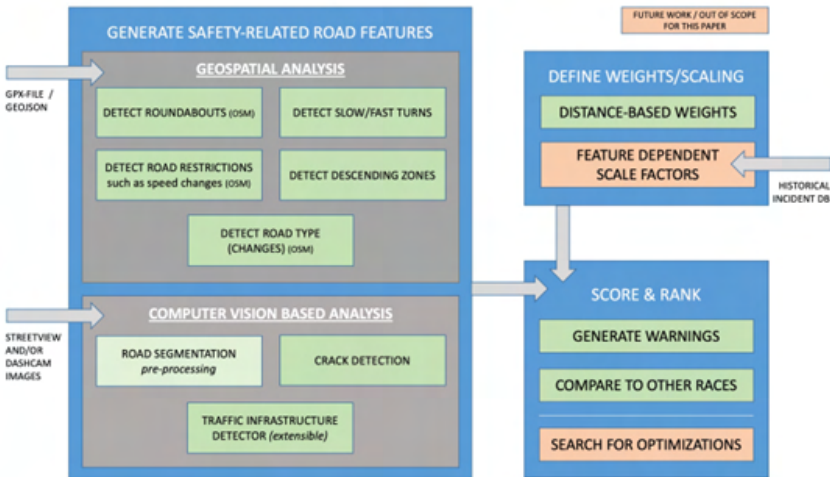 GENERATE SAFETY-RELATED ROAD FEATURES
GEOSPATIAL ANALYSIS
GPX-FILE /
GEOJSON
DETECT ROUNDABOUTS (OSM)
DETECT SLOW/FAST TURNS
DETECT ROAD RESTRICTIONS
such as speed changes (OSM)
DETECT DESCENDING ZONES
DETECT ROAD TYPE
(CHANGES) (OSM)
COMPUTER VISION BASED ANALYSIS
STREETVIEW
AND/OR
DASHCAM
IMAGES
ROAD SEGMENTATION
pre-processing
CRACK DETECTION
TRAFFIC INFRASTRUCTURE
DETECTOR (extensible)
FUTURE WORK / OUT OF SCOPE
FOR THIS PAPER
DEFINE WEIGHTS/SCALING
DISTANCE-BASED WEIGHTS
FEATURE DEPENDENT
SCALE FACTORS
HISTORICAL
INCIDENT DB
SCORE & RANK
GENERATE WARNINGS
COMPARE TO OTHER RACES
SEARCH FOR OPTIMIZATIONS